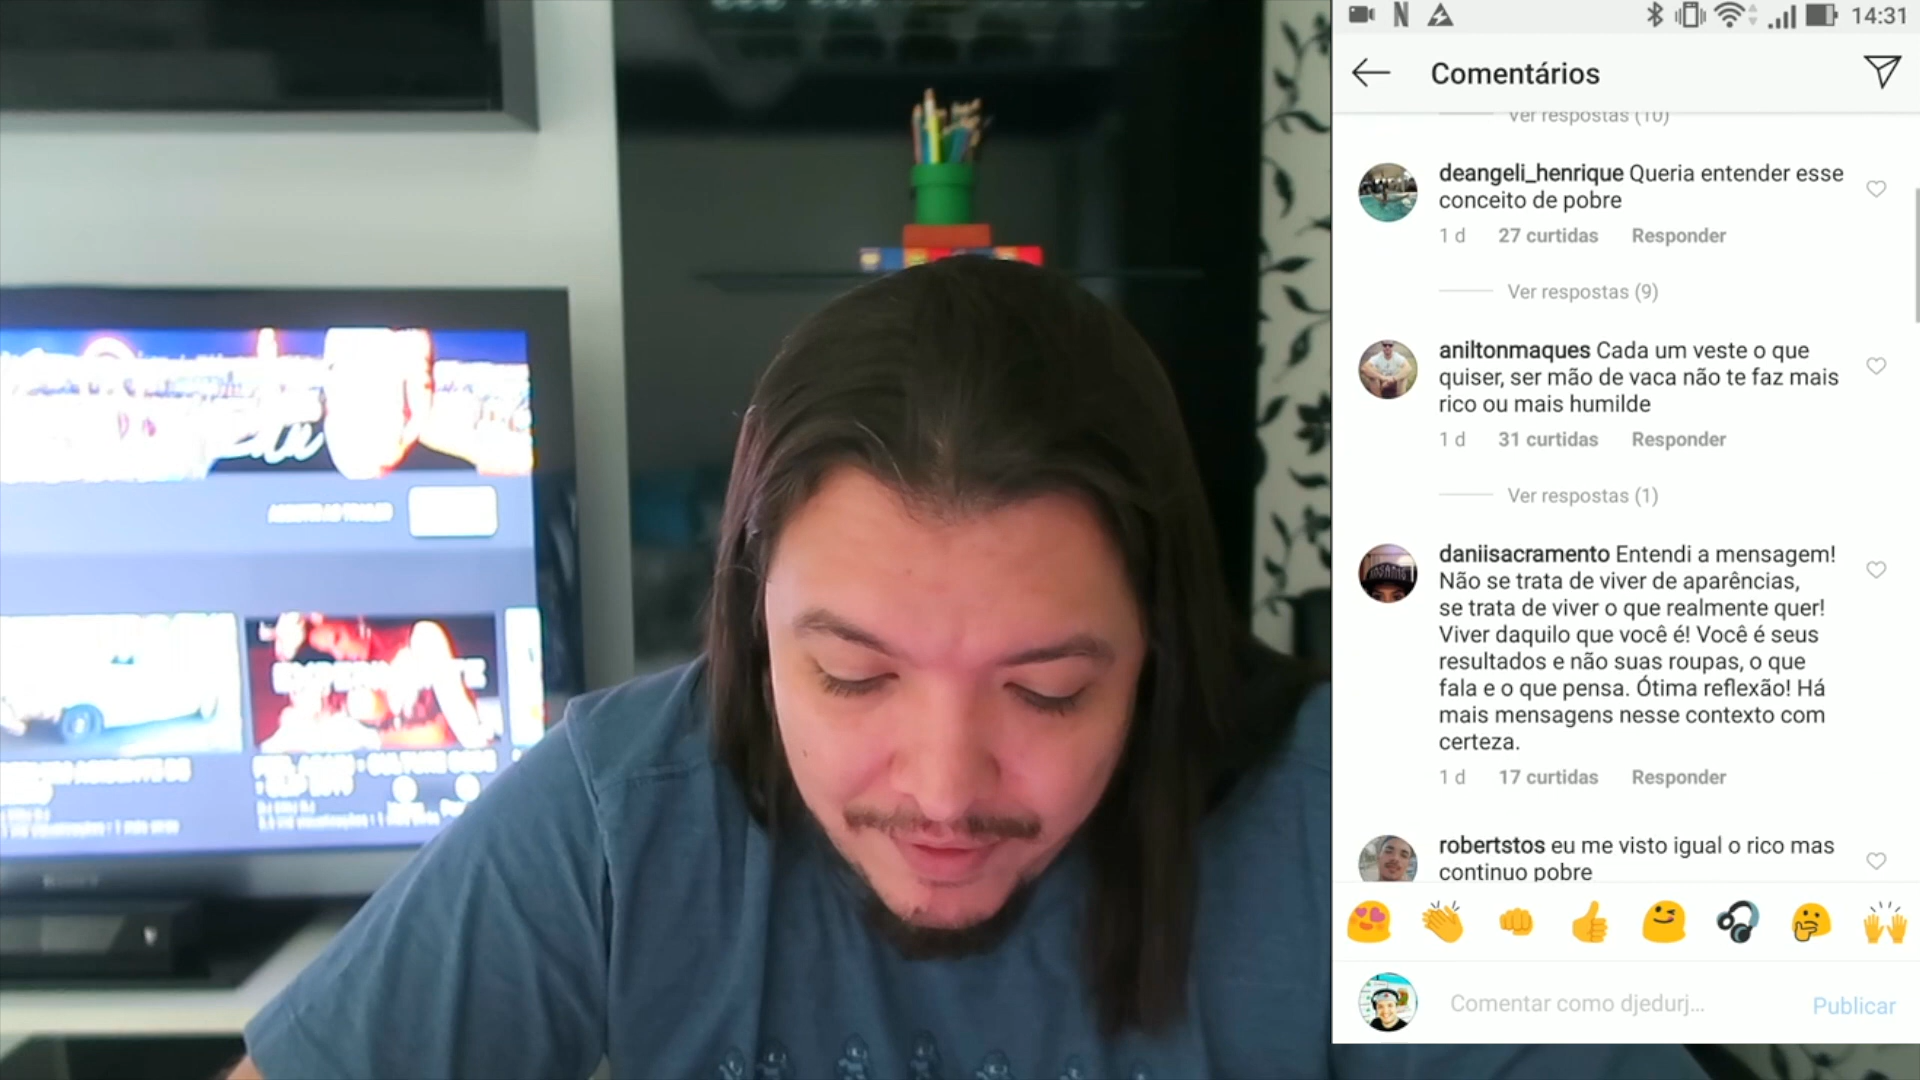 N
14:31
Comentários
Ver respostas (10)
deangeli_henrique Queria entender esse
conceito de pobre
1 d 27 curtidas Responder
Ver respostas (9)
aniltonmaques Cada um veste o que
quiser, ser mão de vaca não te faz mais
rico ou mais humilde
1 d 31 curtidas Responder
Ver respostas (1)
daniisacramento Entendi a mensagem!
Não se trata de viver de aparências,
se trata de viver o que realmente quer!
Viver daquilo que você é! Você é seus
resultados e não suas roupas, o que
fala e o que pensa. Ótima reflexão! Há
mais mensagens nesse contexto com
certeza.
1 d 17 curtidas Responder
robertstos eu me visto igual o rico mas
continuo pobre
Comentar como djedurj...
Publicar